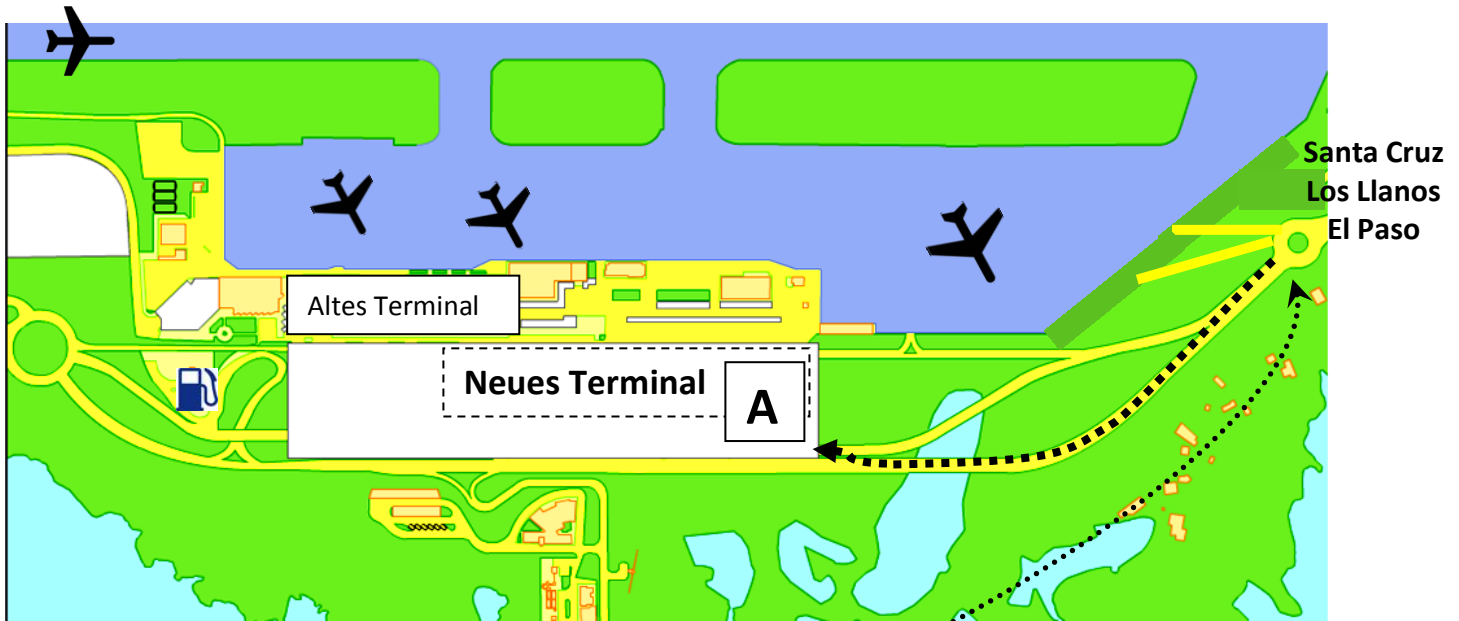 Santa Cruz
Los Llanos
El Paso
Altes Terminal
Neues Terminal
A